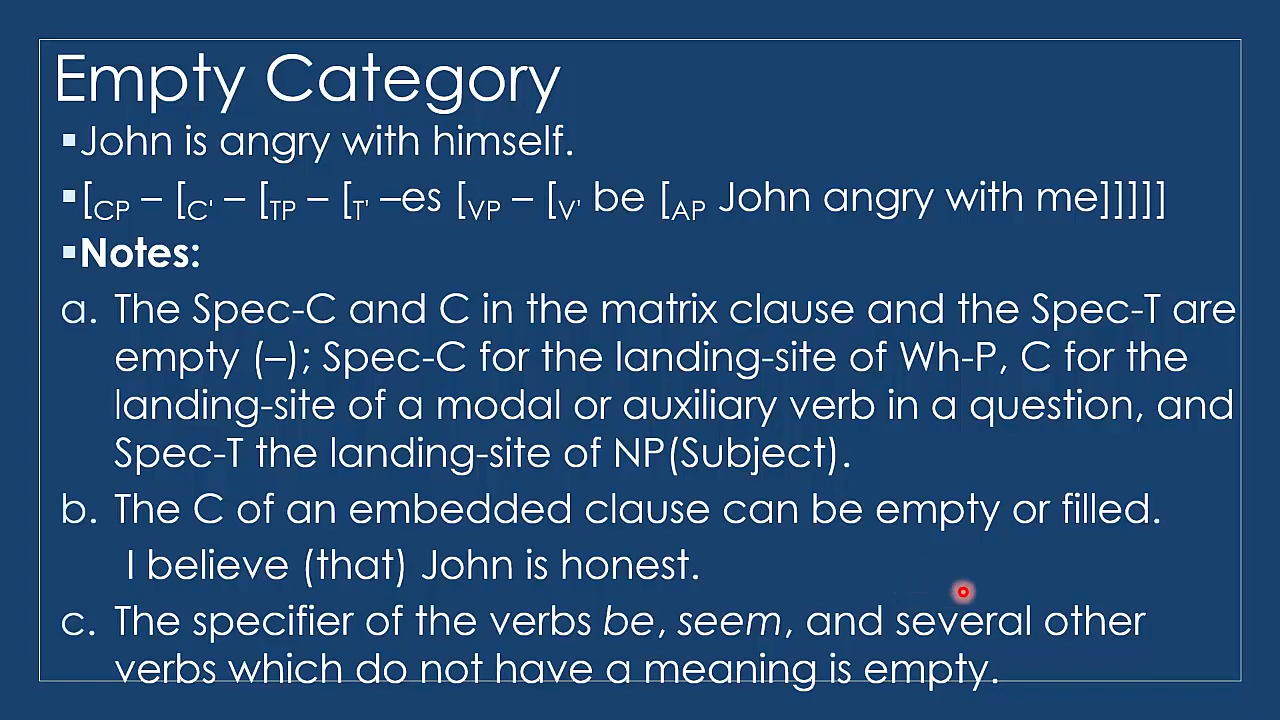 Empty Category
▪John is angry with himself.
▪[CP – [C' – [TP – [T' –es [VP – [V' be [AP John angry with me]]]]]
▪Notes:
a. The Spec-C and C in the matrix clause and the Spec-T are
empty (–); Spec-C for the landing-site of Wh-P, C for the
landing-site of a modal or auxiliary verb in a question, and
Spec-T the landing-site of NP(Subject).
b. The C of an embedded clause can be empty or filled.
I believe (that) John is honest.
c. The specifier of the verbs be, seem, and several other
verbs which do not have a meaning is empty.